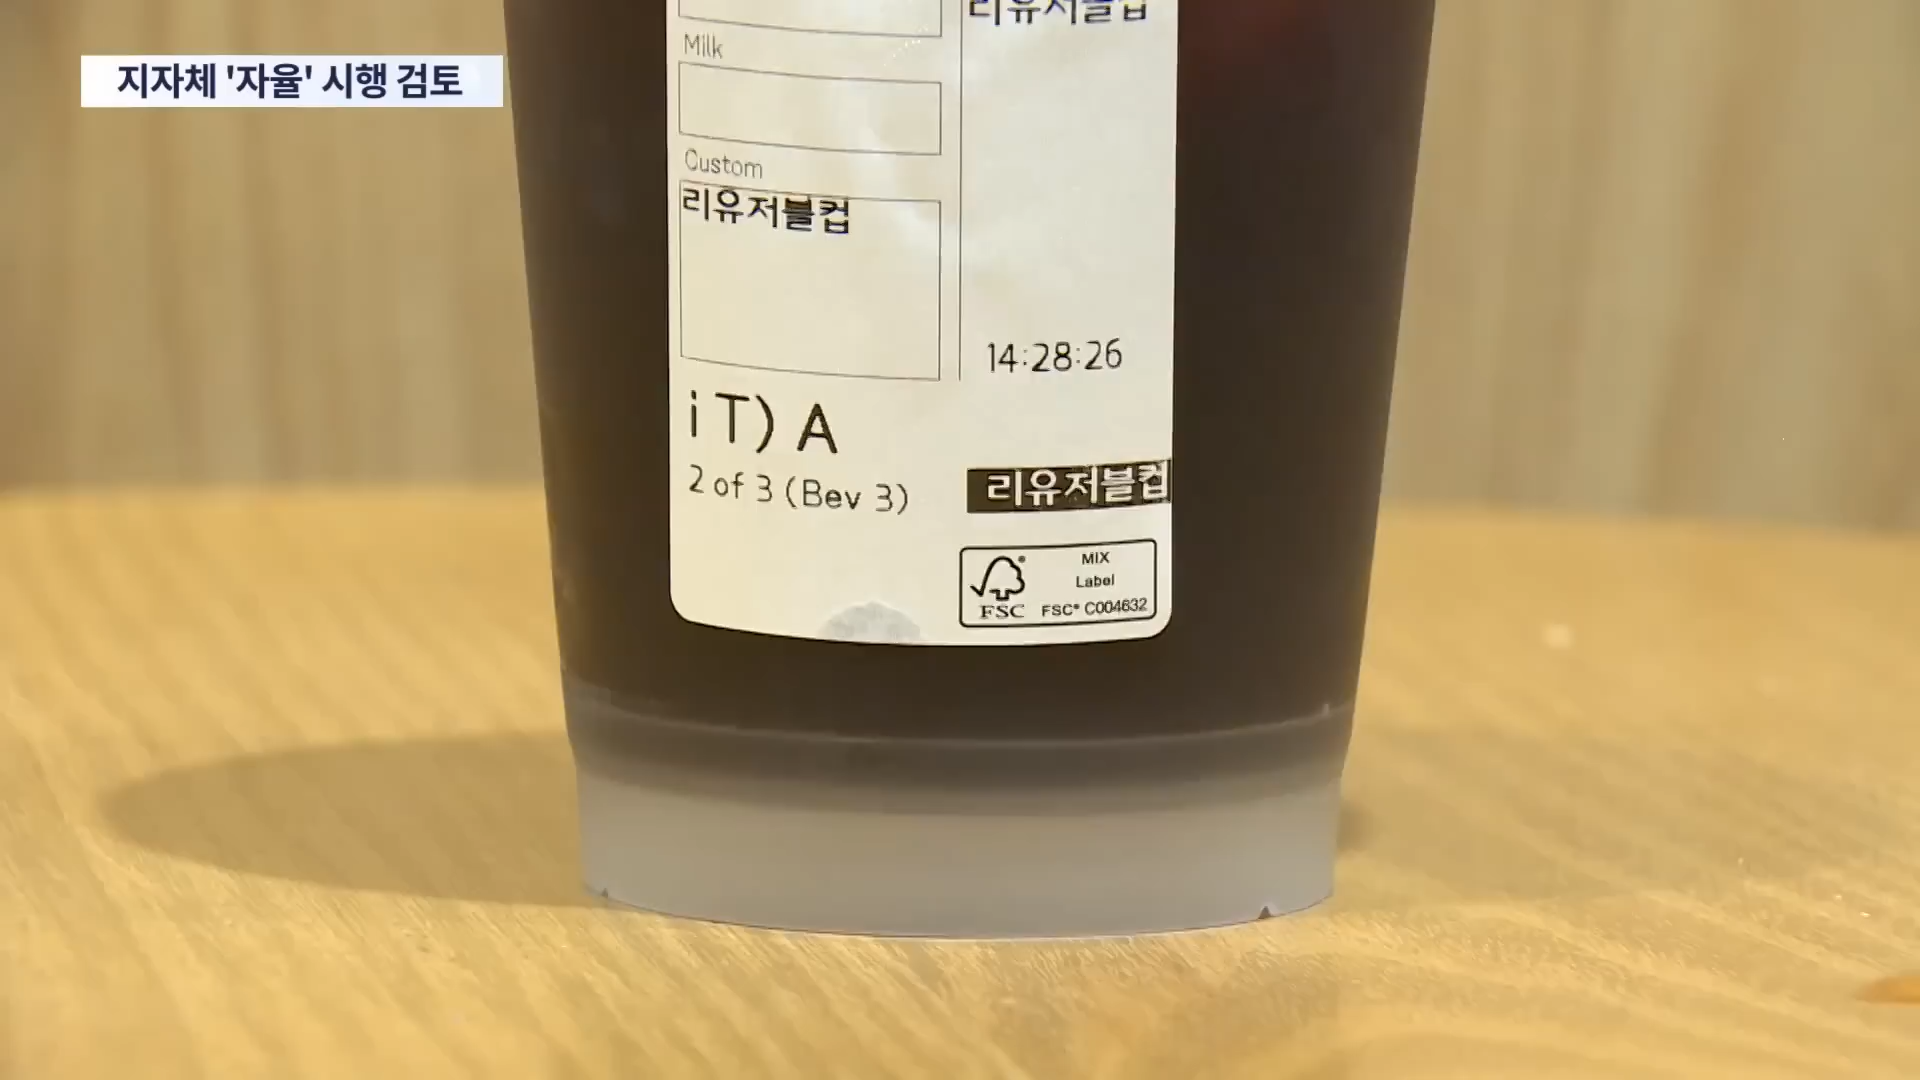 지자체 '자율' 시행 검토
리유저블컵
Milk
Custom
리유저블컵
14:28:26
i T) A
2 of 3 (Bev 3)
리유저블컵
MIX
Label
FSC® C004632
FSC